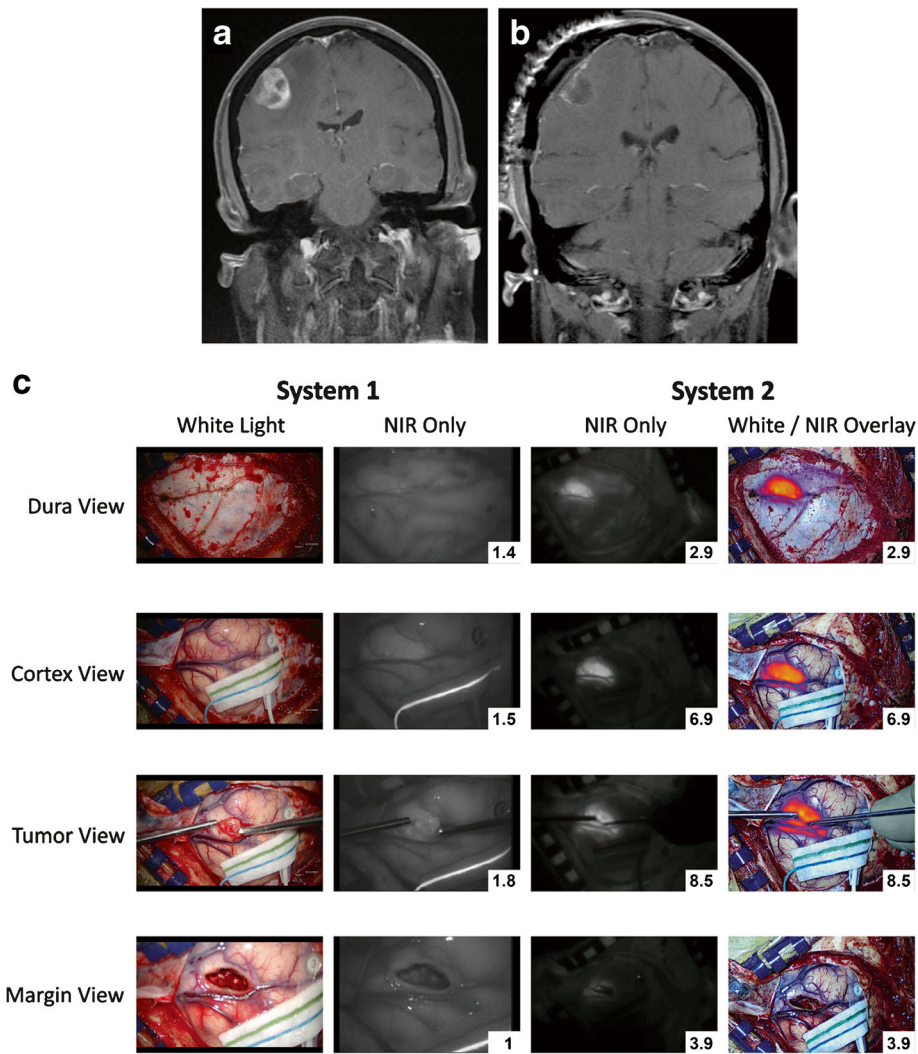 a
b
c
System 1
System 2
White Light
NIR Only
NIR Only
White / NIR Overlay
Dura View
1.4
2.9
2.9
Cortex View
1.5
6.9
6.9
Tumor View
1.8
8.5
8.5
Margin View
1
3.9
3.9